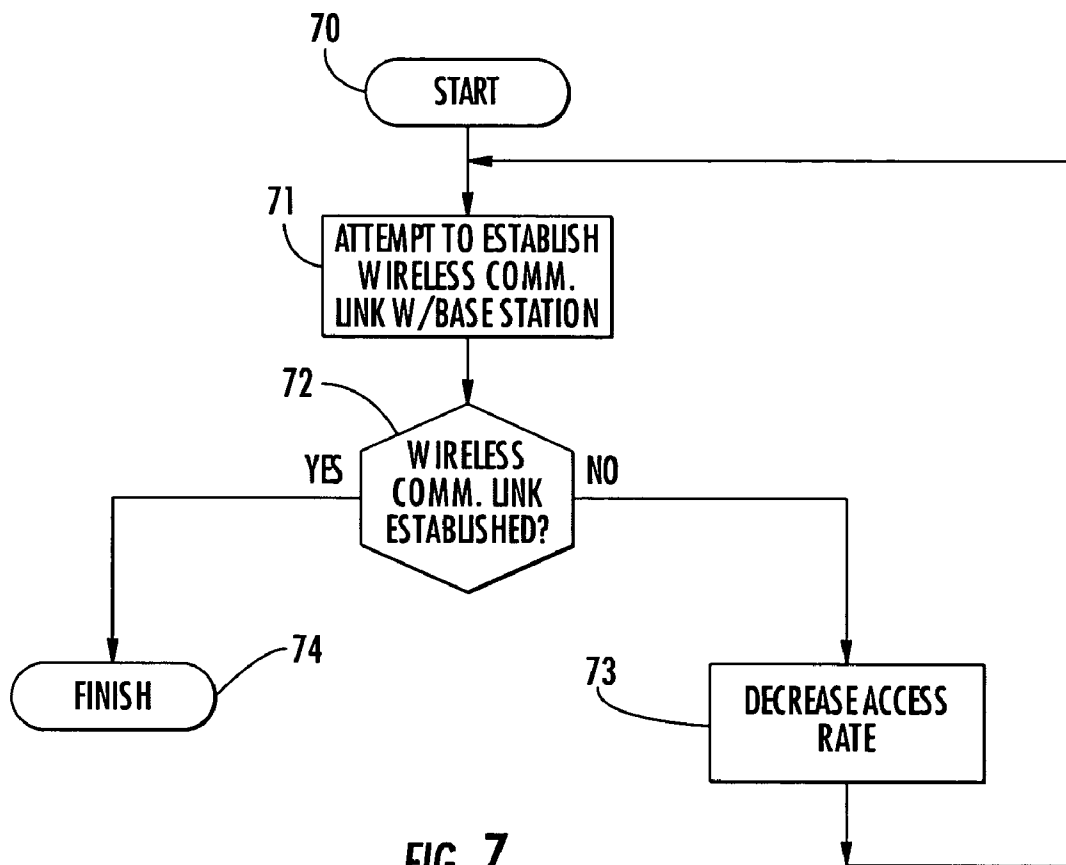 70
START
71
ATTEMPT TO ESTABLISH
WIRELESS COMM.
LINK W/BASE STATION
72
WIRELESS
COMM. LINK
ESTABLISHED?
YES
NO
74
FINISH
73
DECREASE ACCESS
RATE
FIG. 7